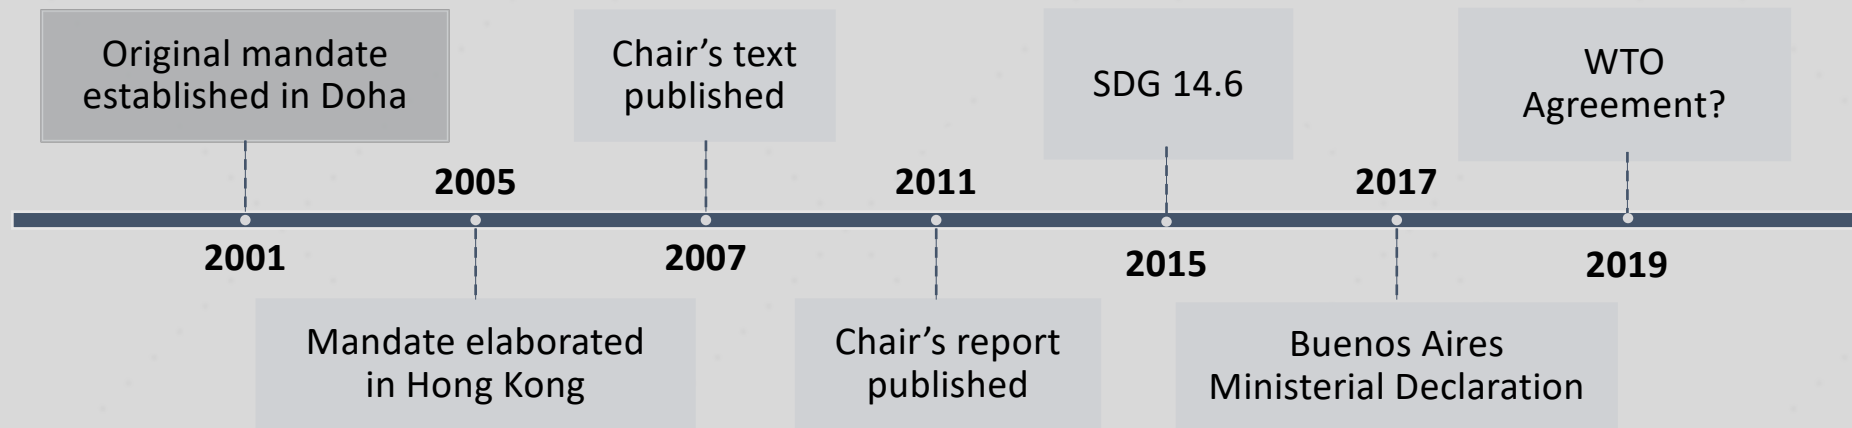 Original mandate
established in Doha
Chair’s text
published
SDG 14.6
WTO
Agreement?
2005
2011
2017
2001
2007
2015
2019
Mandate elaborated
in Hong Kong
Chair’s report
published
Buenos Aires
Ministerial Declaration